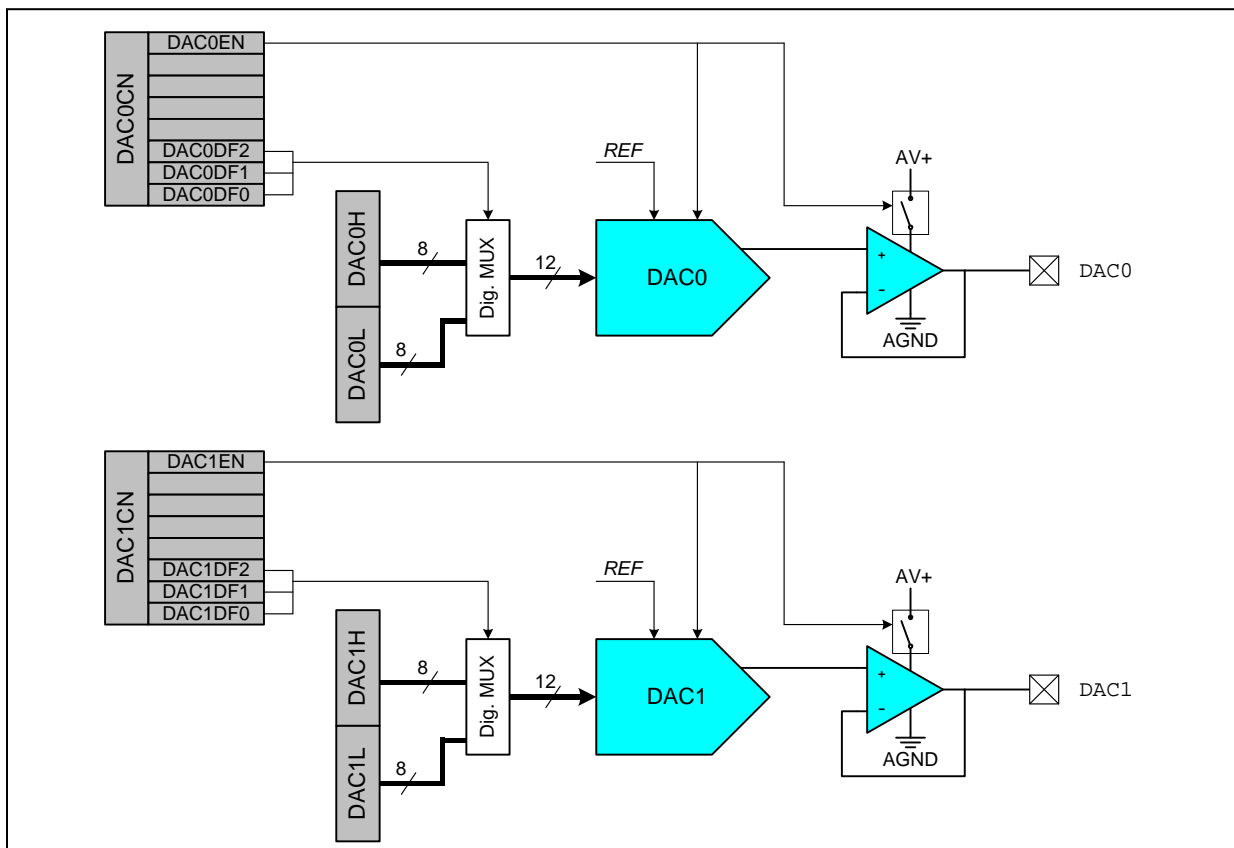 DAC0EN
DAC0CN
DAC0DF2
DAC0DF1
DAC0DF0
REF
AV+
DAC0H
8
Dig. MUX
12
DAC0
+
-
DAC0
AGND
DAC0L
8
DAC1EN
DAC1CN
DAC1DF2
DAC1DF1
DAC1DF0
REF
AV+
DAC1H
8
Dig. MUX
12
DAC1
+
-
DAC1
AGND
DAC1L
8